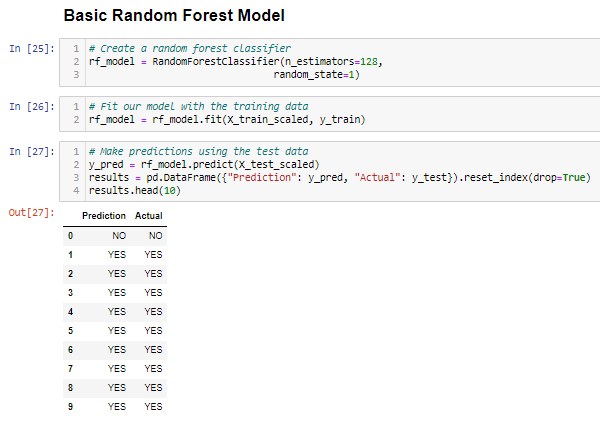 Basic Random Forest Model
In [25]:
1 # Create a random forest classifier
2 rf_model = RandomForestClassifier(n_estimators=128,
3                                   random_state=1)
In [26]:
1 # Fit our model with the training data
2 rf_model = rf_model.fit(X_train_scaled, y_train)
In [27]:
1 # Make predictions using the test data
2 y_pred = rf_model.predict(X_test_scaled)
3 results = pd.DataFrame({"Prediction": y_pred, "Actual": y_test}).reset_index(drop=True)
4 results.head(10)
Out[27]:
Prediction Actual
0 NO NO
1 YES YES
2 YES YES
3 YES YES
4 YES YES
5 YES YES
6 YES YES
7 YES YES
8 YES YES
9 YES YES